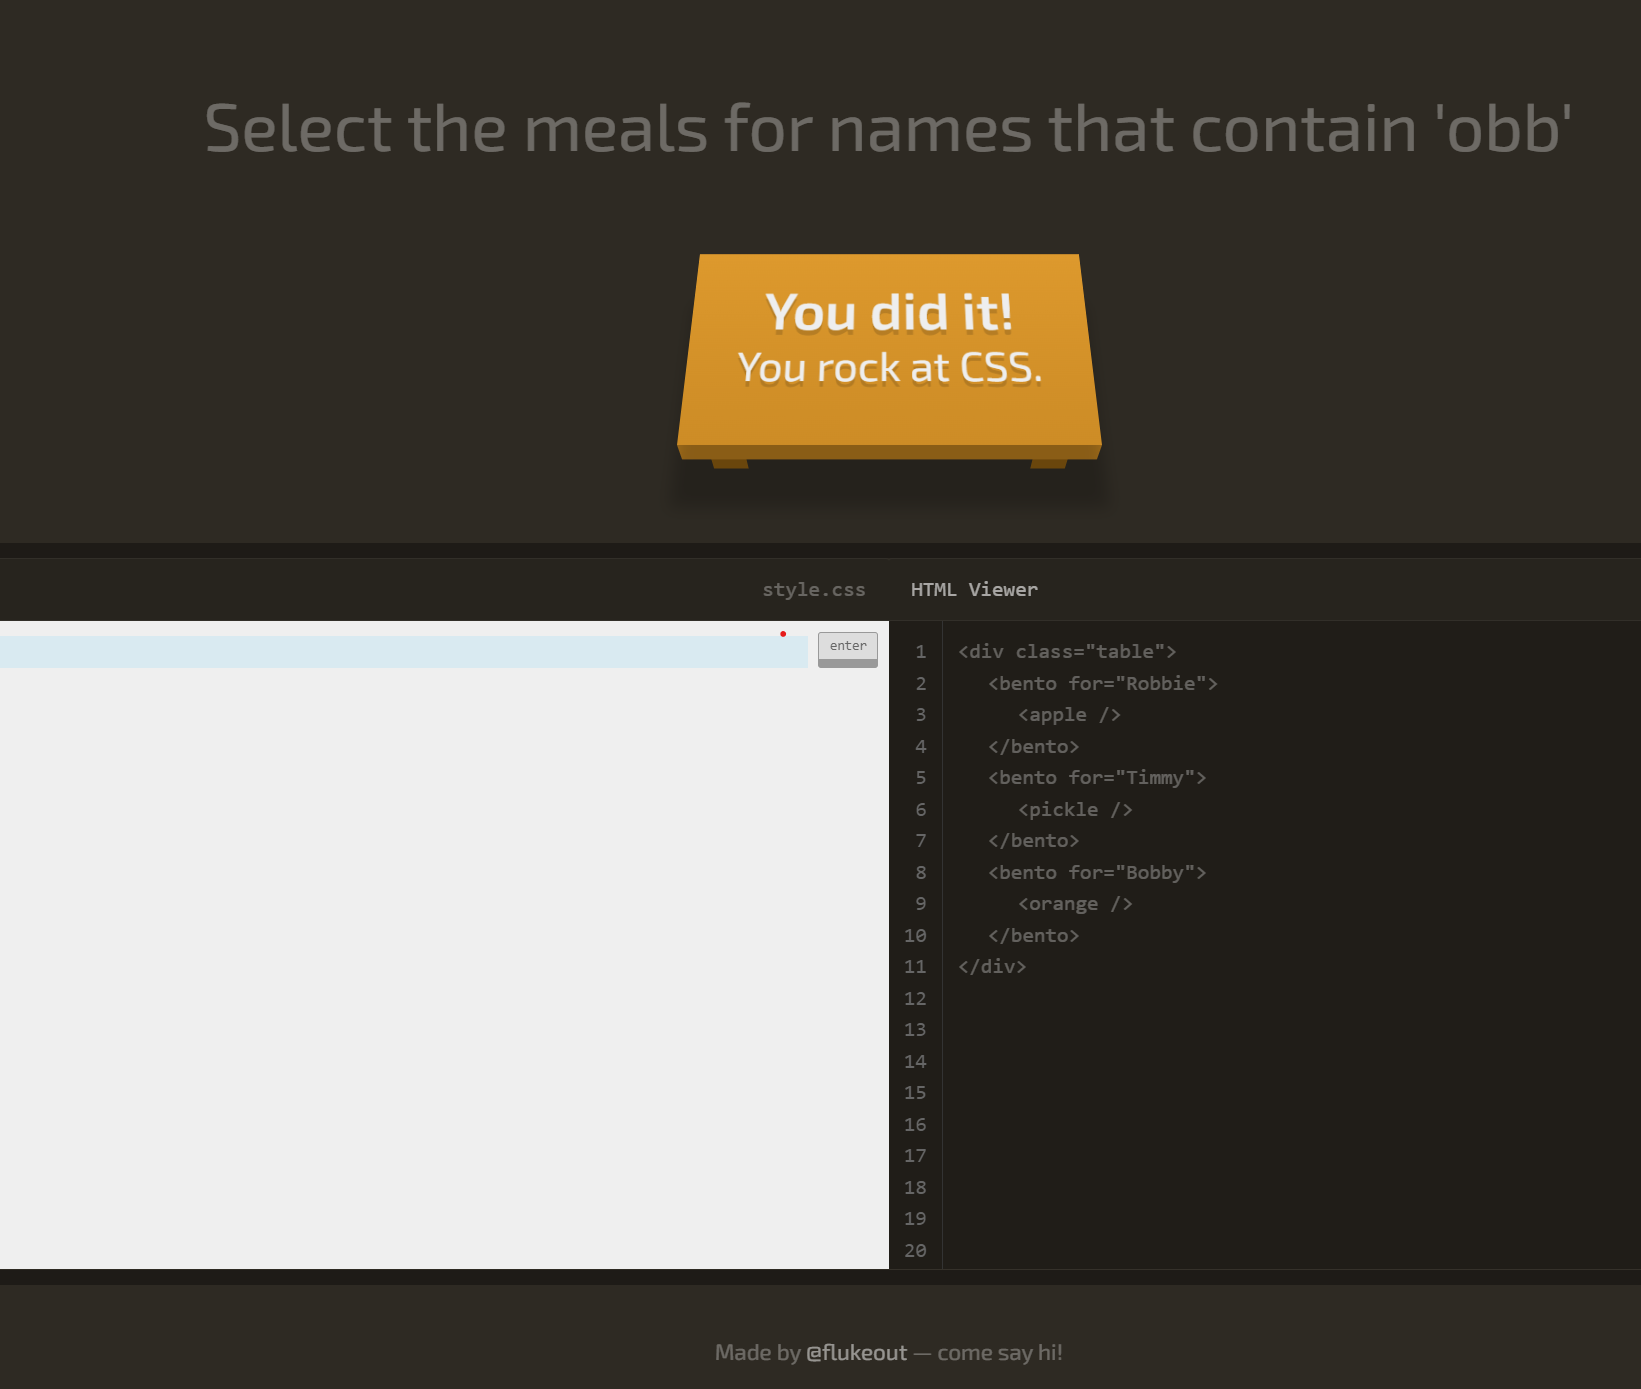 Select the meals for names that contain 'obb'
You did it!
You rock at CSS.
style.css
enter
HTML Viewer
1 <div class="table">
2 <bento for="Robbie">
3 <apple />
4 </bento>
5 <bento for="Timmy">
6 <pickle />
7 </bento>
8 <bento for="Bobby">
9 <orange />
10 </bento>
11 </div>
12
13
14
15
16
17
18
19
20
Made by @flukeout — come say hi!